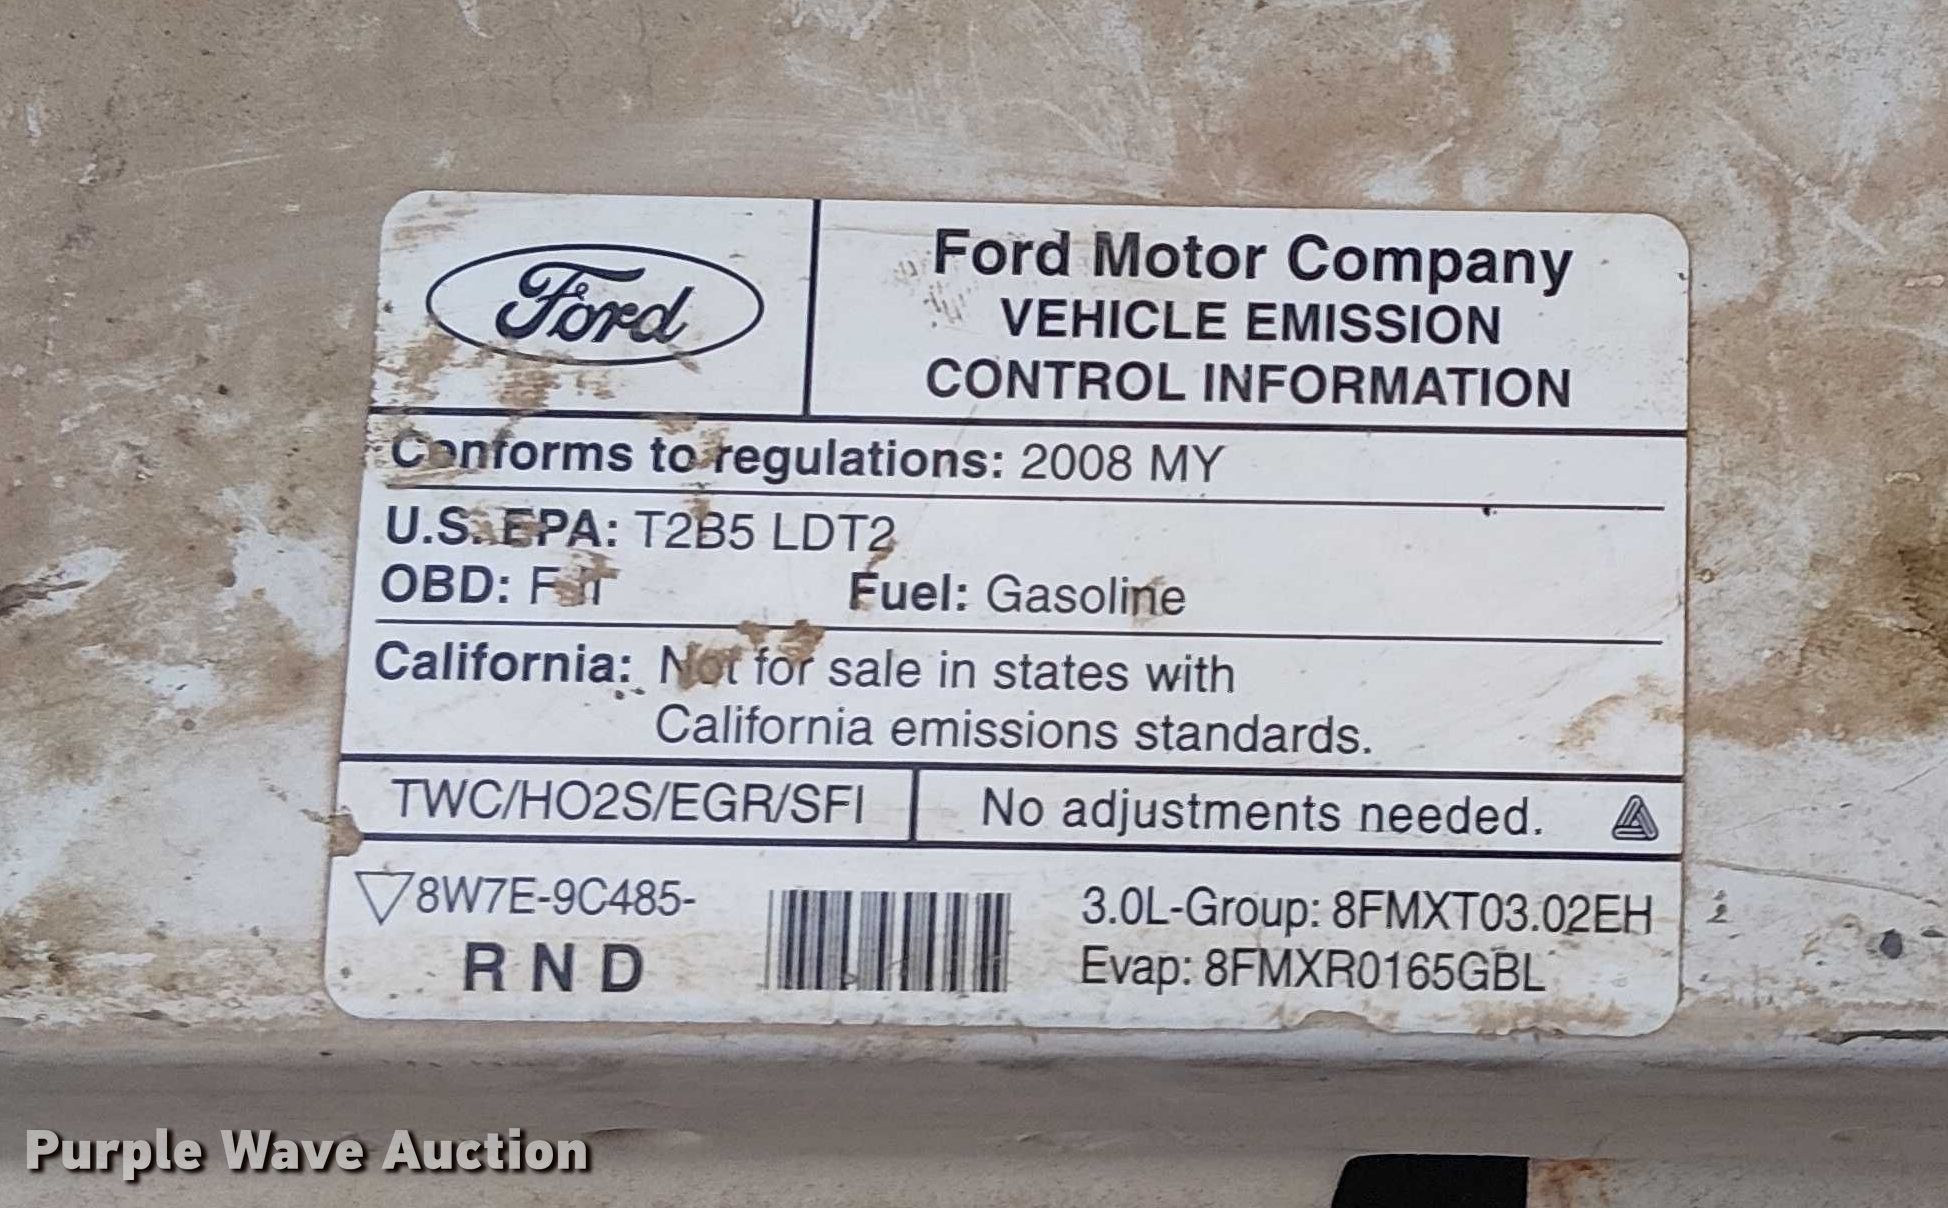 Ford
Ford Motor Company
VEHICLE EMISSION
CONTROL INFORMATION
Conforms to regulations: 2008 MY
U.S. EPA: T2B5 LDT2
OBD: Fuel: Gasoline
California: Not for sale in states with
California emissions standards.
TWC/HO2S/EGR/SFI
No adjustments needed.
8W7E-9C485-
RND
3.0L-Group: 8FMXT03.02EH
Evap: 8FMXR0165GBL
Purple Wave Auction